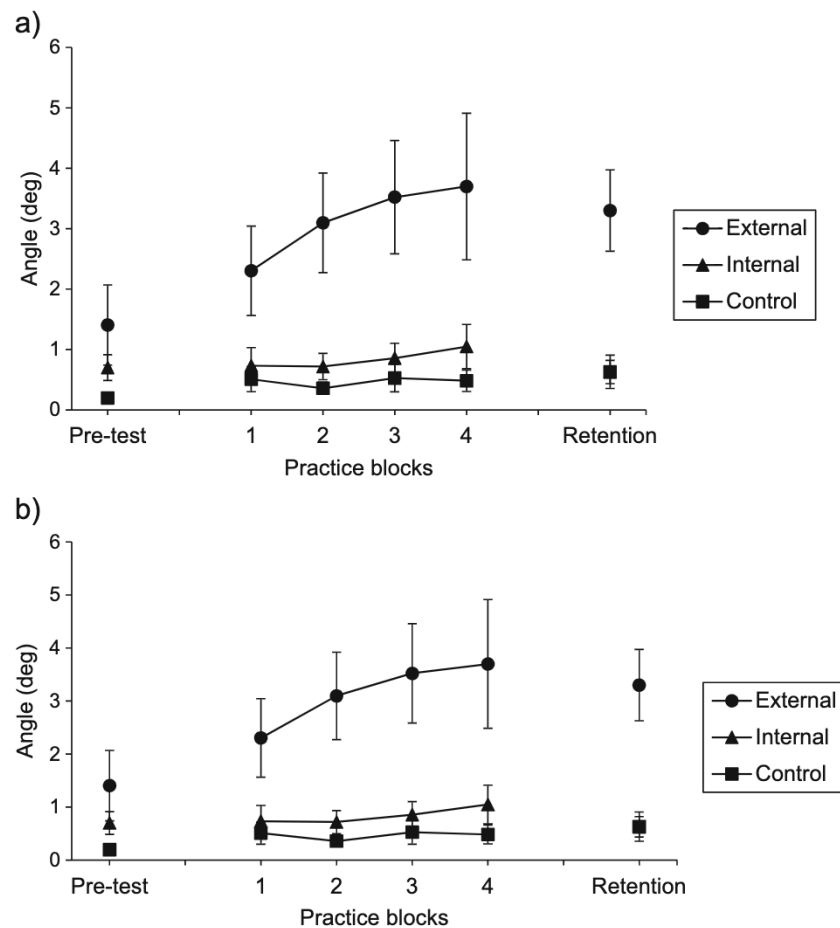 a)
6
5
4
3
2
1
0
Angle (deg)
Pre-test
1 2 3 4
Retention
Practice blocks
External
Internal
Control
b)
6
5
4
3
2
1
0
Angle (deg)
Pre-test
1 2 3 4
Retention
Practice blocks
External
Internal
Control